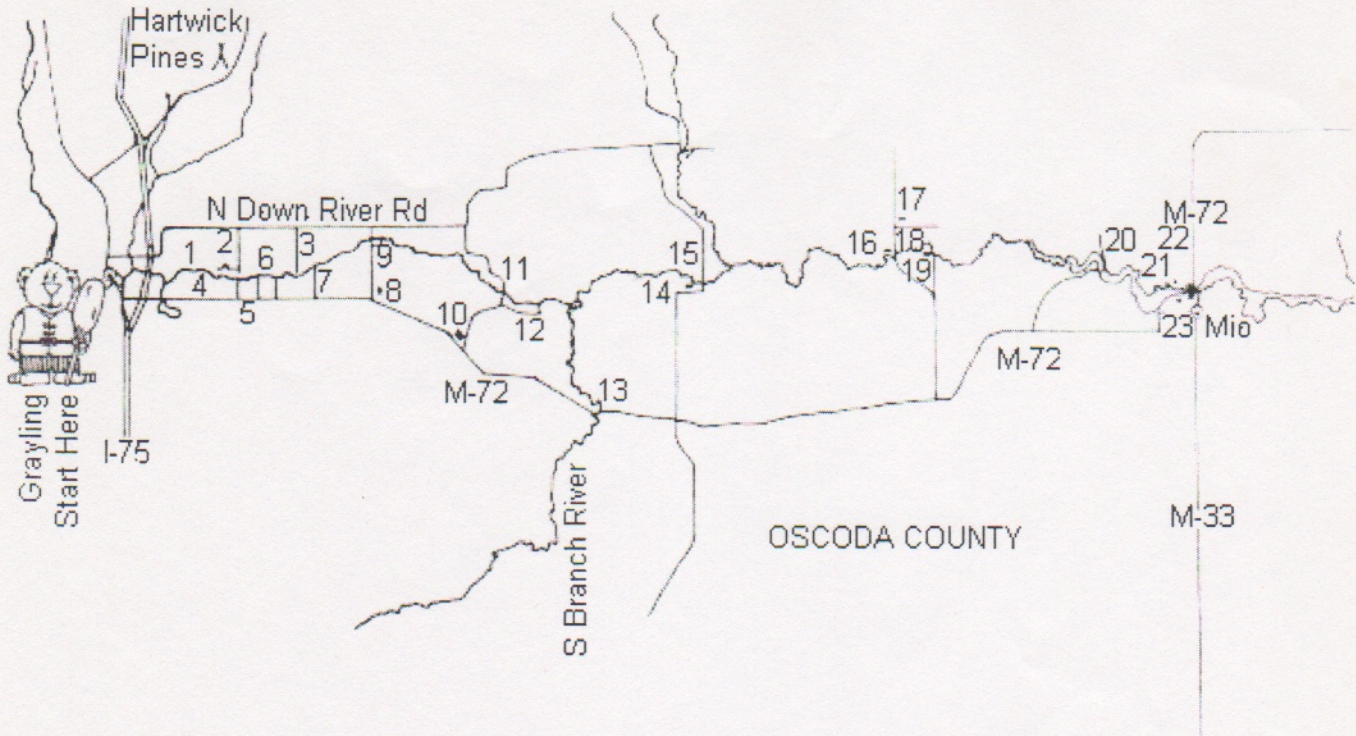 Hartwick
Pines
N Down River Rd
1
2
3
4
5
6
7
8
9
10
11
12
13
14
15
16
17
18
19
20
21
22
23
M-72
Mio
M-72
M-72
Grayling
Start Here
I-75
S Branch River
OSCODA COUNTY
M-33